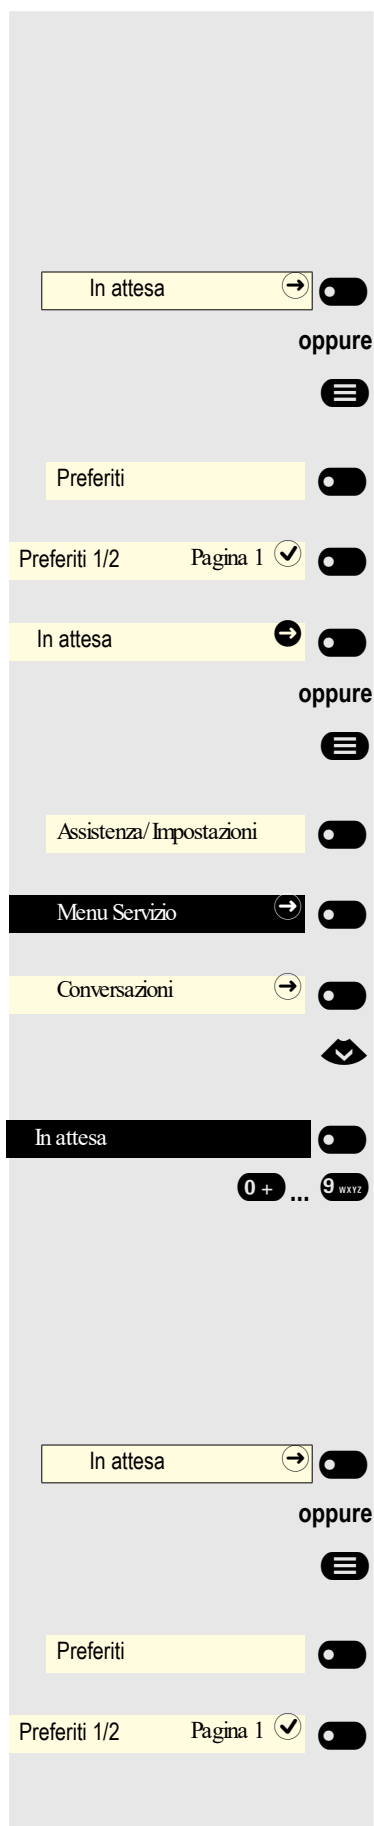 In attesa
oppure
Preferiti
Preferiti 1/2 Pagina 1
In attesa
oppure
Assistenza/Impostazioni
Menu Servizio
Conversazioni
In attesa
0 + ... 9 WXYZ
In attesa
oppure
Preferiti
Preferiti 1/2 Pagina 1